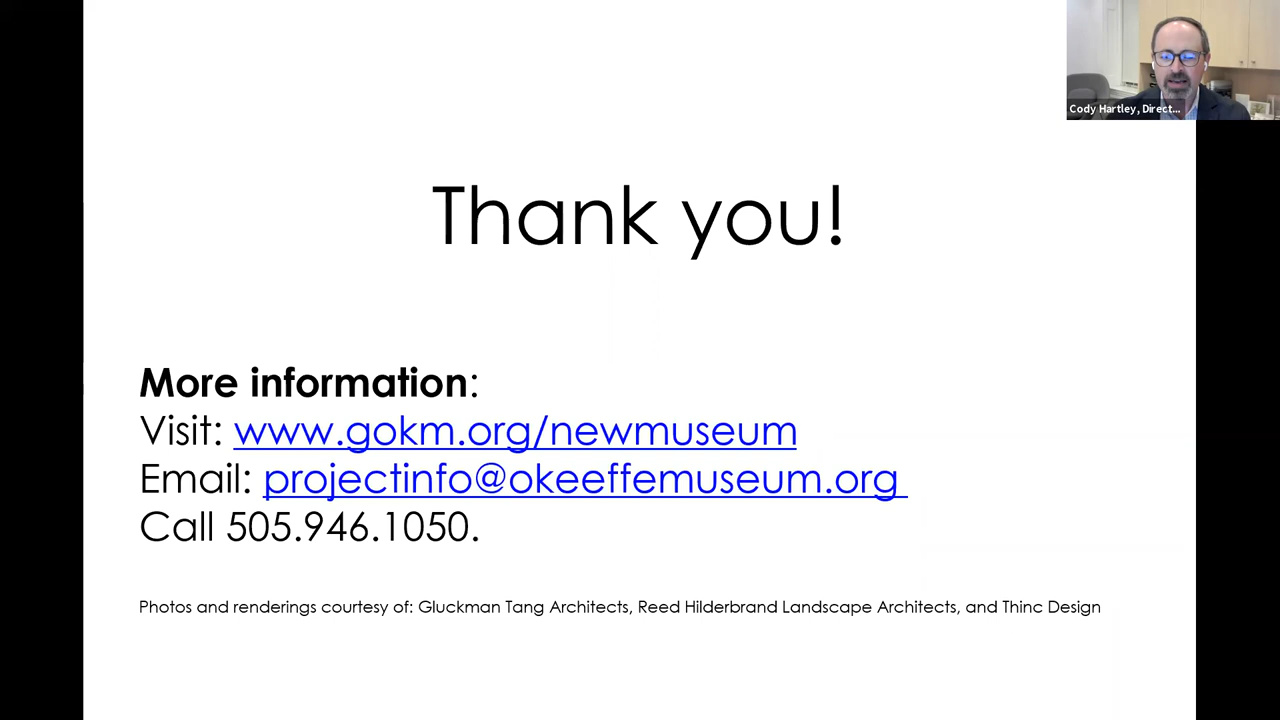 Cody Hartley, Direct...
Thank you!
More information:
Visit: www.gokm.org/newmuseum
Email: projectinfo@okeeffemuseum.org
Call 505.946.1050.
Photos and renderings courtesy of: Gluckman Tang Architects, Reed Hilderbrand Landscape Architects, and Thinc Design